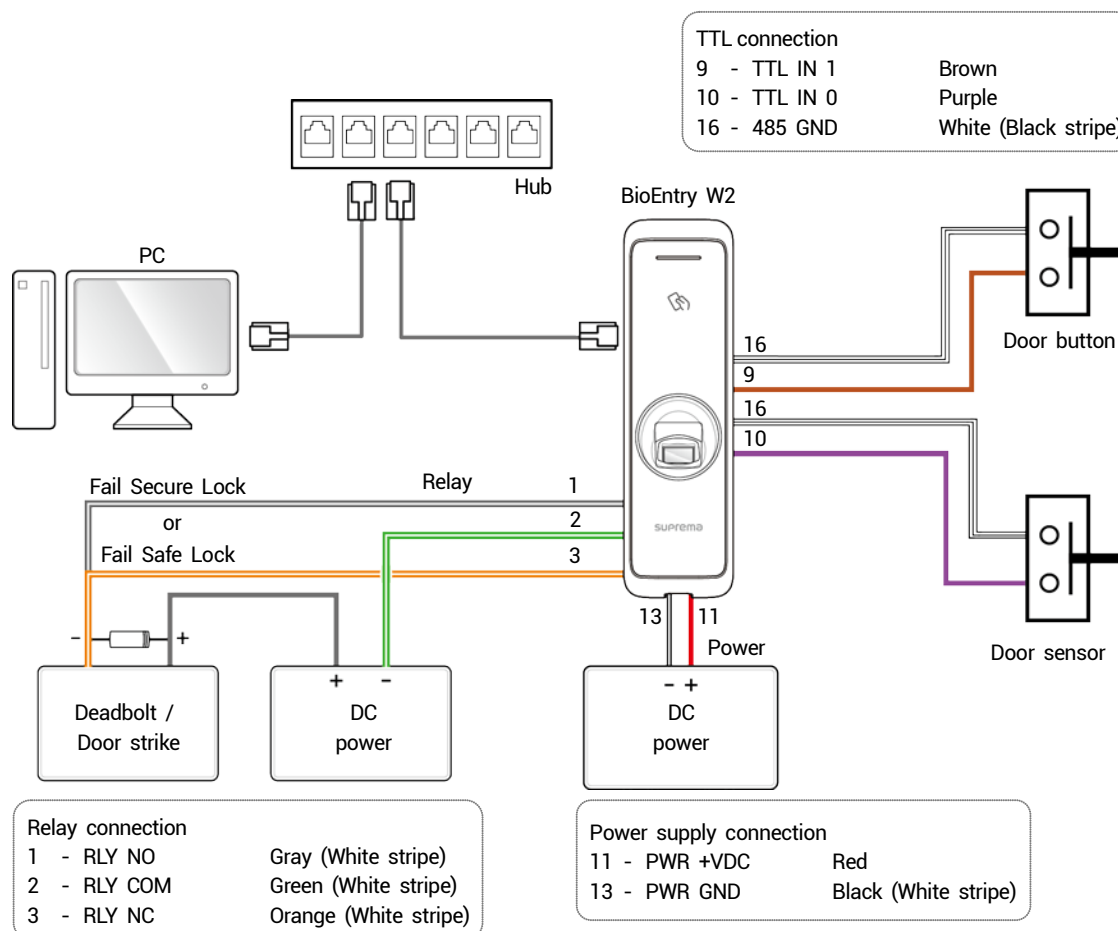 TTL connection
9 - TTL IN 1 Brown
10 - TTL IN 0 Purple
16 - 485 GND White (Black stripe)
Hub
BioEntry W2
PC
Door button
16
9
16
10
Fail Secure Lock
Relay
1
or
2
Fail Safe Lock
3
suprema
13
11
Power
Door sensor
- +
+ -
- +
Deadbolt /
Door strike
DC
power
DC
power
Relay connection
1 - RLY NO Gray (White stripe)
2 - RLY COM Green (White stripe)
3 - RLY NC Orange (White stripe)
Power supply connection
11 - PWR +VDC Red
13 - PWR GND Black (White stripe)